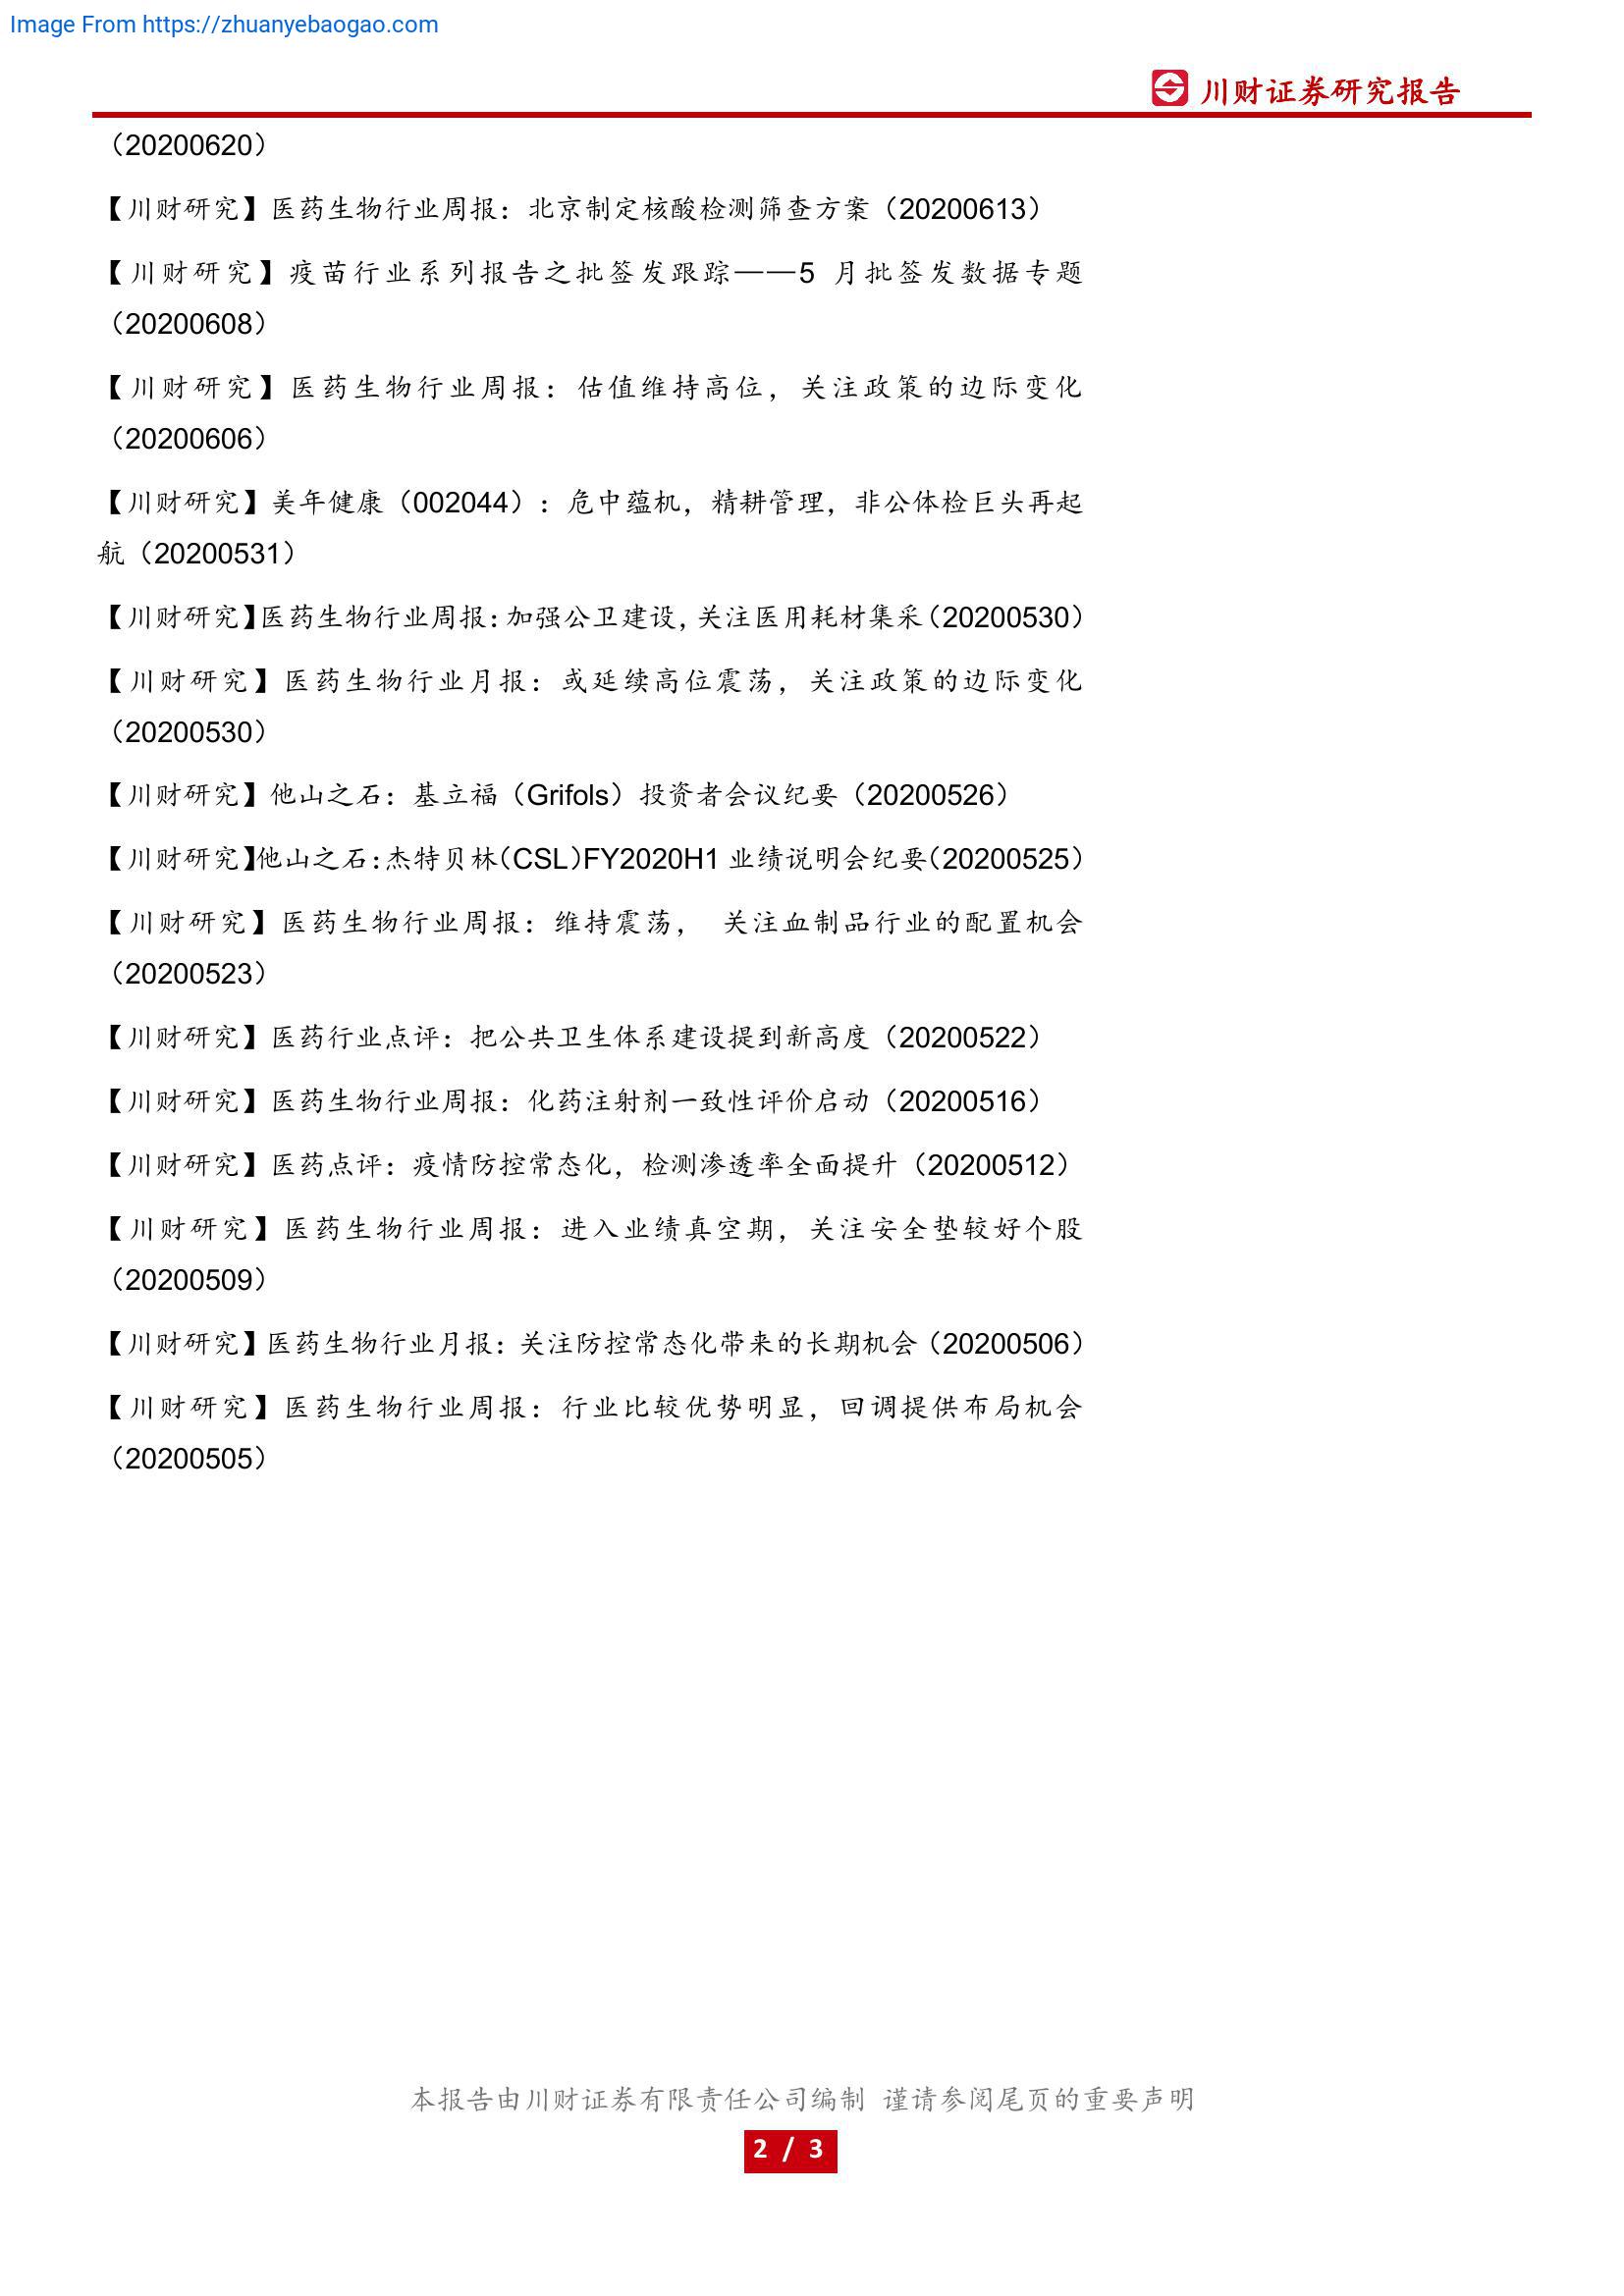 Image From https://zhuanyebaogao.com
川财证券研究报告
（20200620）
【川财研究】医药生物行业周报：北京制定核酸检测筛查方案（20200613）
【川财研究】疫苗行业系列报告之批签发跟踪——5 月批签发数据专题
（20200608）
【川财研究】医药生物行业周报：估值维持高位，关注政策的边际变化
（20200606）
【川财研究】美年健康（002044）：危中蕴机，精耕管理，非公体检巨头再起
航（20200531）
【川财研究】医药生物行业周报：加强公卫建设，关注医用耗材集采（20200530）
【川财研究】医药生物行业月报：或延续高位震荡，关注政策的边际变化
（20200530）
【川财研究】他山之石：基立福（Grifols）投资者会议纪要（20200526）
【川财研究】他山之石：杰特贝林（CSL）FY2020H1 业绩说明会纪要（20200525）
【川财研究】医药生物行业周报：维持震荡， 关注血制品行业的配置机会
（20200523）
【川财研究】医药行业点评：把公共卫生体系建设提到新高度（20200522）
【川财研究】医药生物行业周报：化药注射剂一致性评价启动（20200516）
【川财研究】医药点评：疫情防控常态化，检测渗透率全面提升（20200512）
【川财研究】医药生物行业周报：进入业绩真空期，关注安全垫较好个股
（20200509）
【川财研究】医药生物行业月报：关注防控常态化带来的长期机会（20200506）
【川财研究】医药生物行业周报：行业比较优势明显，回调提供布局机会
（20200505）
本报告由川财证券有限责任公司编制 谨请参阅尾页的重要声明
2 / 3